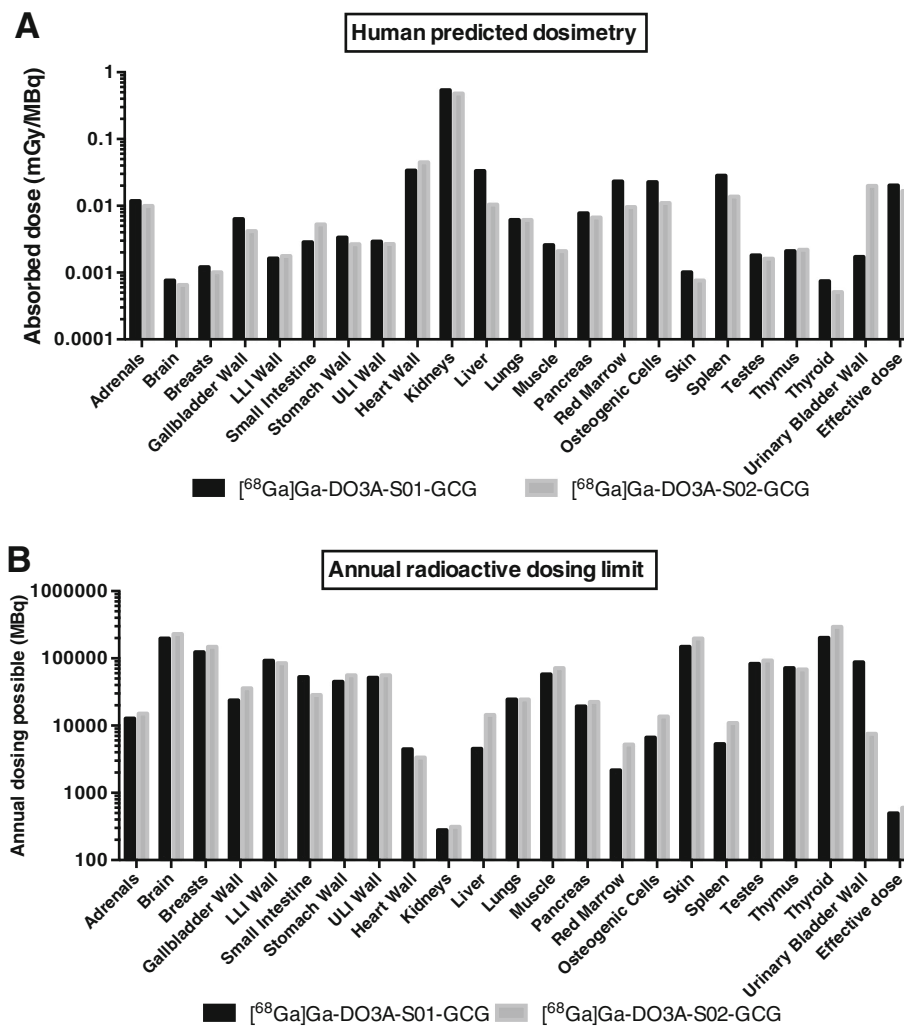 A
Human predicted dosimetry
Absorbed dose (mGy/MBq)
1
0.1
0.01
0.001
0.0001
Adrenals
Brain
Breasts
Gallbladder Wall
LLI Wall
Small Intestine
Stomach Wall
ULI Wall
Heart Wall
Kidneys
Liver
Lungs
Muscle
Pancreas
Red Marrow
Osteogenic Cells
Skin
Spleen
Testes
Thymus
Thyroid
Urinary Bladder Wall
Effective dose
[⁶⁸Ga]Ga-DO3A-S01-GCG [⁶⁸Ga]Ga-DO3A-S02-GCG
B
Annual radioactive dosing limit
Annual dosing possible (MBq)
1000000
100000
10000
1000
100
Adrenals
Brain
Breasts
Gallbladder Wall
LLI Wall
Small Intestine
Stomach Wall
ULI Wall
Heart Wall
Kidneys
Liver
Lungs
Muscle
Pancreas
Red Marrow
Osteogenic Cells
Skin
Spleen
Testes
Thymus
Thyroid
Urinary Bladder Wall
Effective dose
[⁶⁸Ga]Ga-DO3A-S01-GCG [⁶⁸Ga]Ga-DO3A-S02-GCG